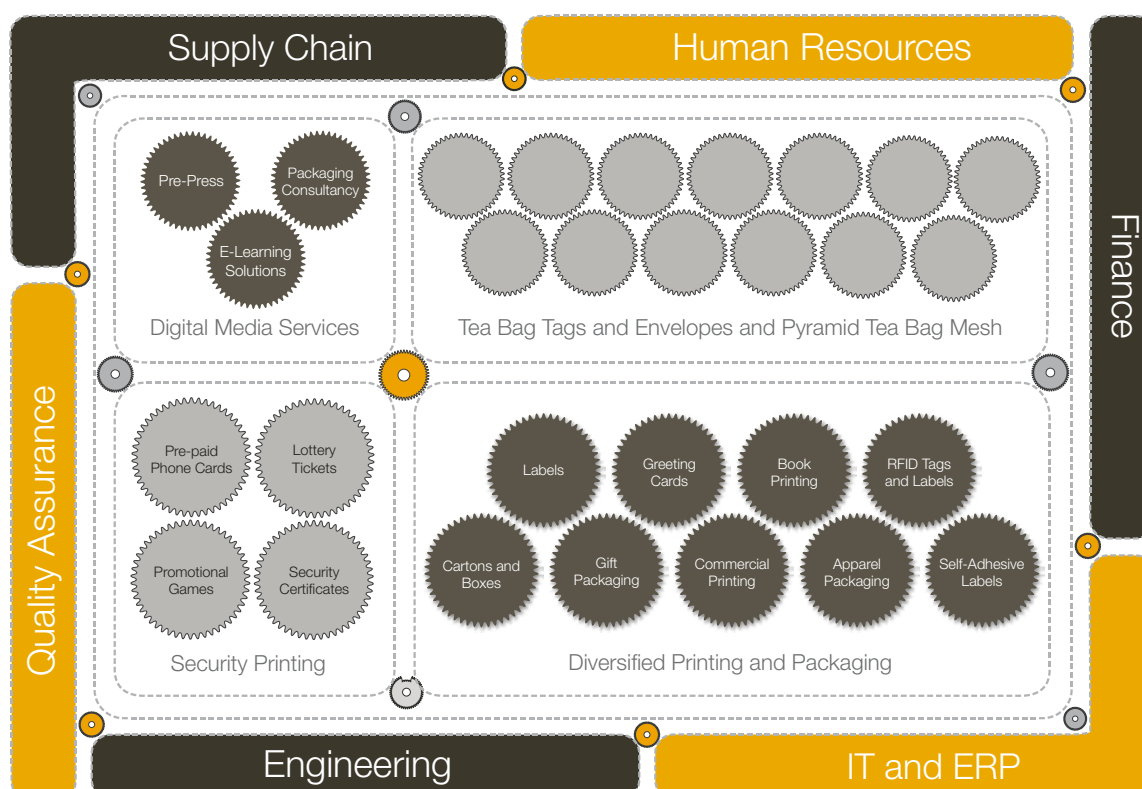 Supply Chain
Human Resources
Finance
Quality Assurance
Pre-Press
Packaging
Consultancy
E-Learning
Solutions
Digital Media Services
Tea Bag Tags and Envelopes and Pyramid Tea Bag Mesh
Pre-paid
Phone Cards
Lottery
Tickets
Promotional
Games
Security
Certificates
Security Printing
Labels
Greeting
Cards
Book
Printing
RFID Tags
and Labels
Cartons and
Boxes
Gift
Packaging
Commercial
Printing
Apparel
Packaging
Self-Adhesive
Labels
Diversified Printing and Packaging
Engineering
IT and ERP